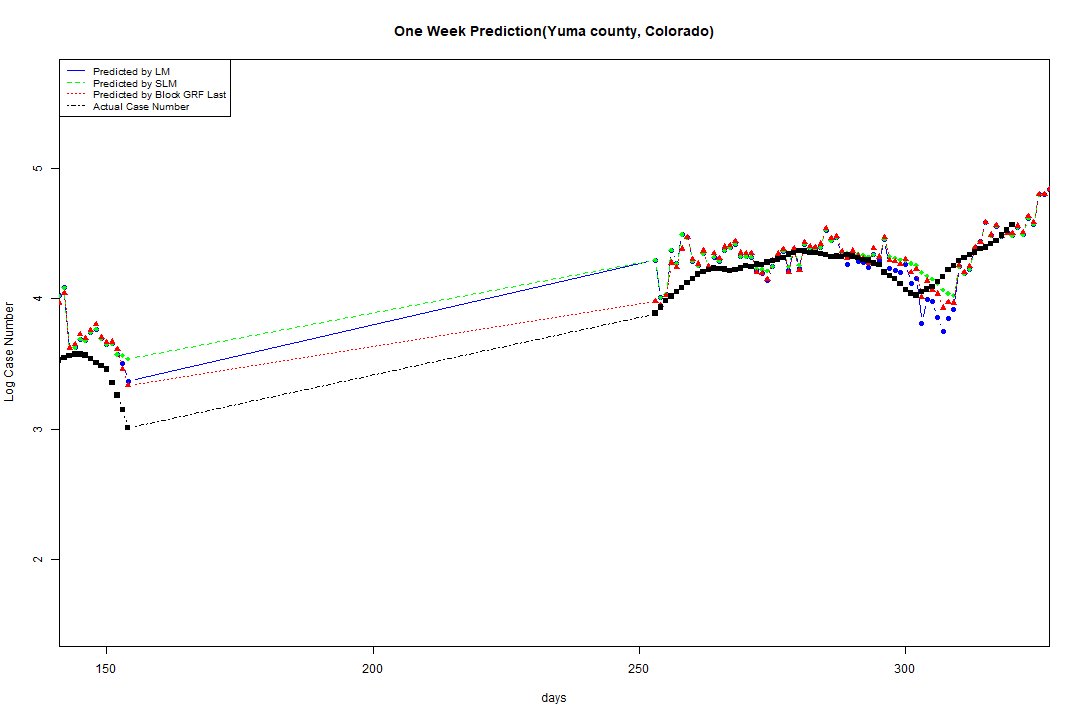 One Week Prediction(Yuma county, Colorado)
Predicted by LM
Predicted by SLM
Predicted by Block GRF Last
Actual Case Number
5
4
3
2
Log Case Number
150 200 250 300
days